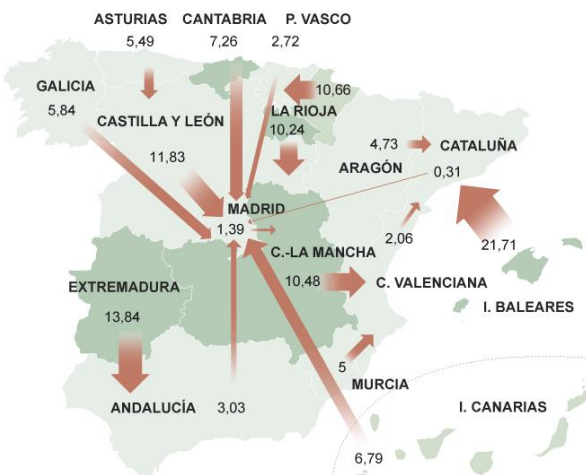 ASTURIAS CANTABRIA P. VASCO
5,49 7,26 2,72
GALICIA
5,84
10,66
LA RIOJA
10,24
CASTILLA Y LEÓN
11,83
4,73
CATALUÑA
ARAGÓN
0,31
MADRID
1,39
2,06
21,71
C.-LA MANCHA
10,48
C. VALENCIANA
EXTREMADURA
13,84
I. BALEARES
5
MURCIA
ANDALUCÍA
3,03
I. CANARIAS
6,79